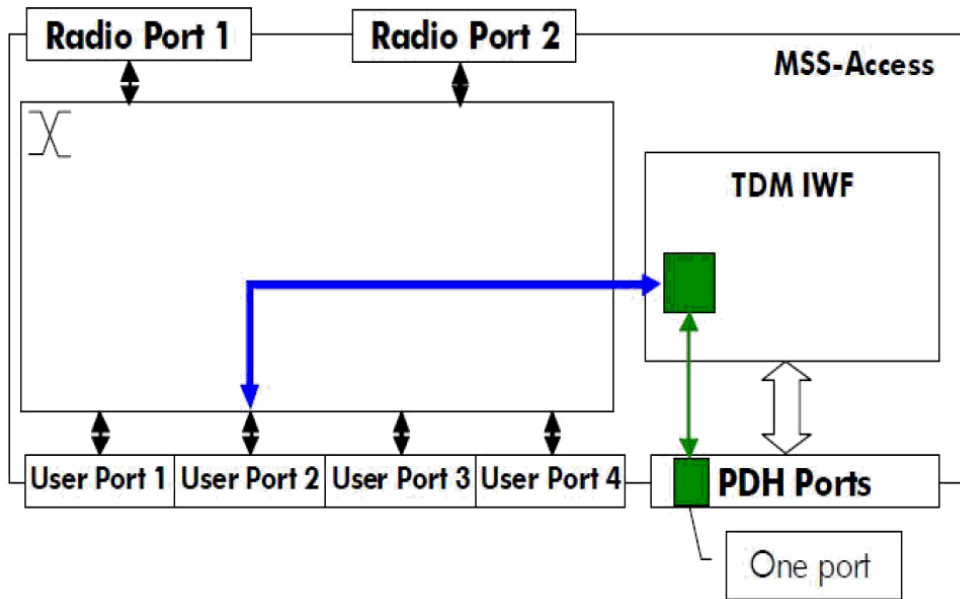 Radio Port 1
Radio Port 2
MSS-Access
TDM IWF
User Port 1
User Port 2
User Port 3
User Port 4
PDH Ports
One port